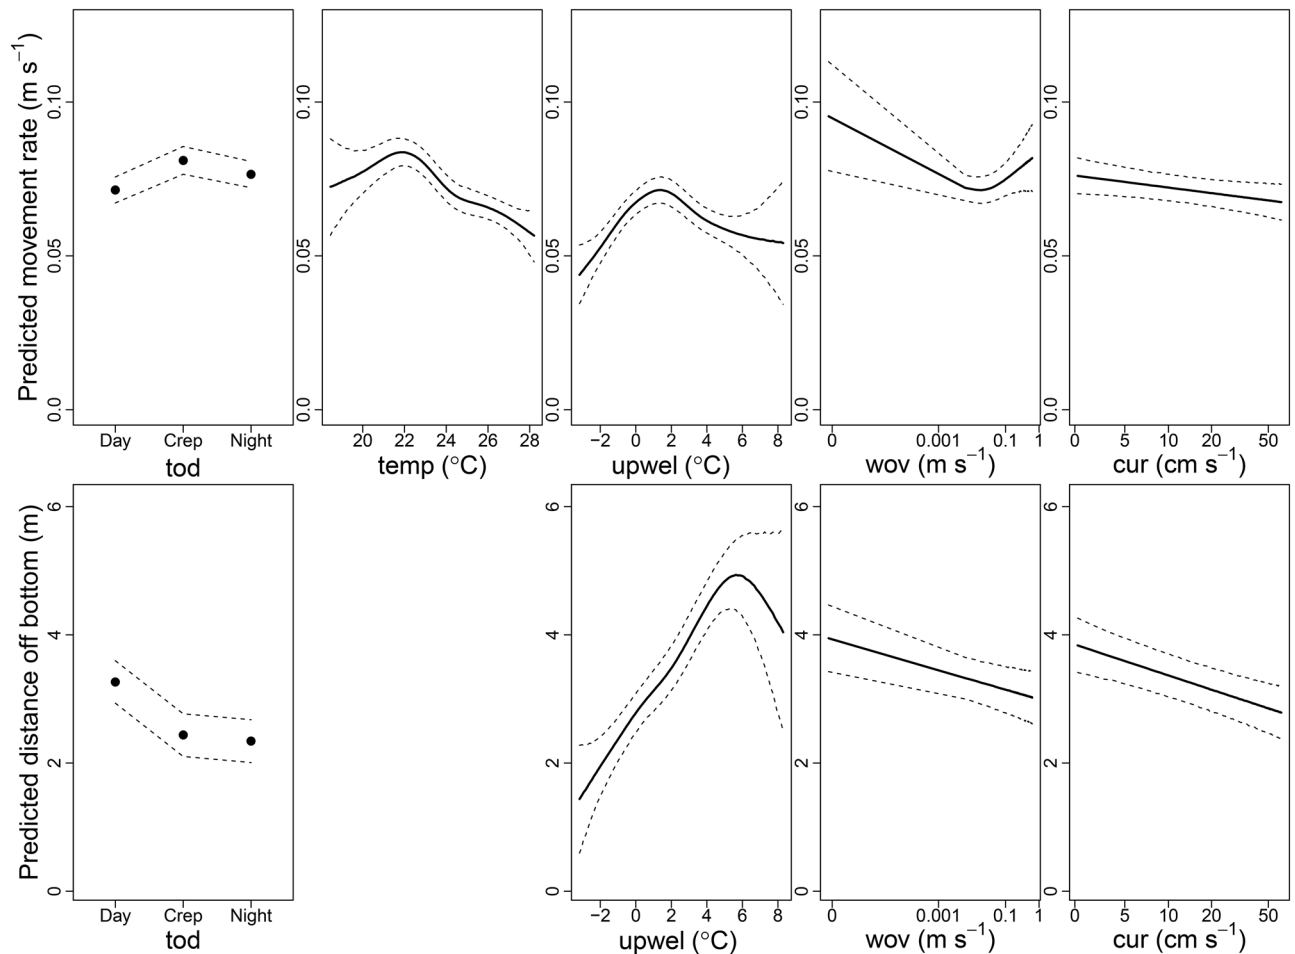 Predicted movement rate (m s⁻¹)
0.10
0.05
0.0
Day Crep Night
tod
0.10
0.05
0.0
20 22 24 26 28
temp (°C)
0.10
0.05
0.0
−2 0 2 4 6 8
upwel (°C)
0.10
0.05
0.0
0 0.001 0.1 1
wov (m s⁻¹)
0.10
0.05
0.0
0 5 10 20 50
cur (cm s⁻¹)
Predicted distance off bottom (m)
6
4
2
0
Day Crep Night
tod
6
4
2
0
−2 0 2 4 6 8
upwel (°C)
6
4
2
0
0 0.001 0.1 1
wov (m s⁻¹)
6
4
2
0
0 5 10 20 50
cur (cm s⁻¹)